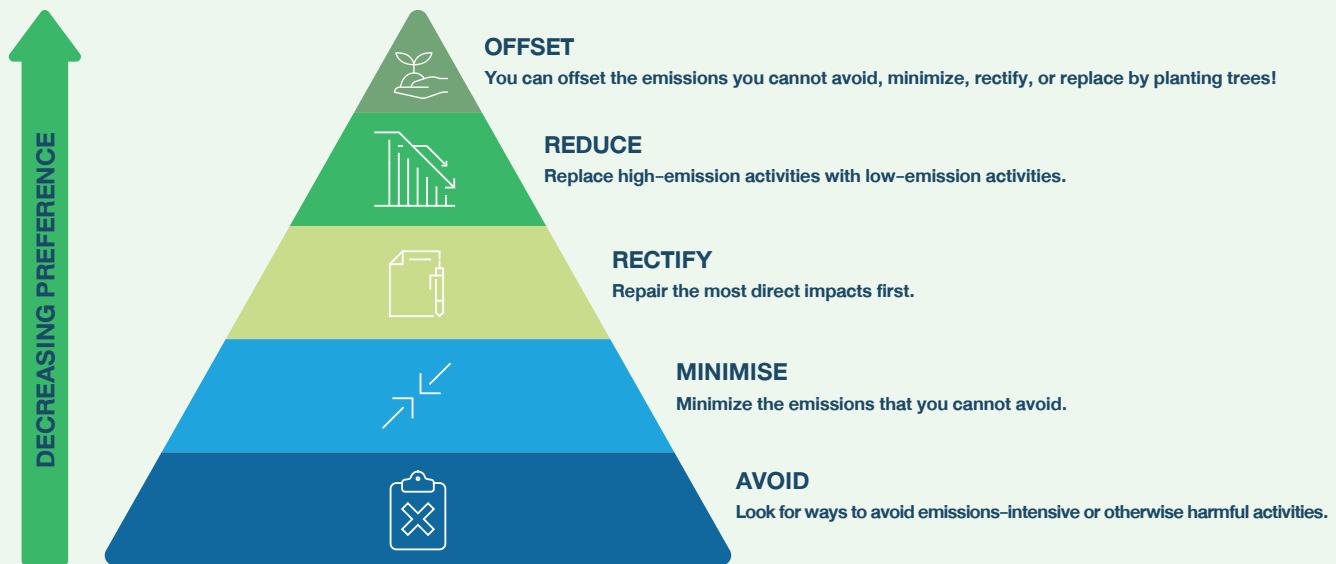 DECREASING PREFERENCE
OFFSET
You can offset the emissions you cannot avoid, minimize, rectify, or replace by planting trees!
REDUCE
Replace high-emission activities with low-emission activities.
RECTIFY
Repair the most direct impacts first.
MINIMISE
Minimize the emissions that you cannot avoid.
AVOID
Look for ways to avoid emissions-intensive or otherwise harmful activities.